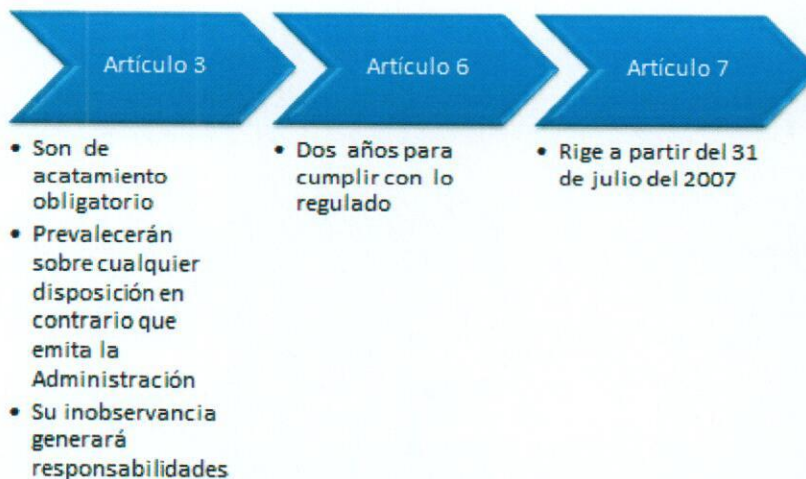 Artículo 3
• Son de
acatamiento
obligatorio
• Prevalecerán
sobre cualquier
disposición en
contrario que
emita la
Administración
• Su inobservancia
generará
responsabilidades
Artículo 6
• Dos años para
cumplir con lo
regulado
Artículo 7
• Rige a partir del 31
de julio del 2007